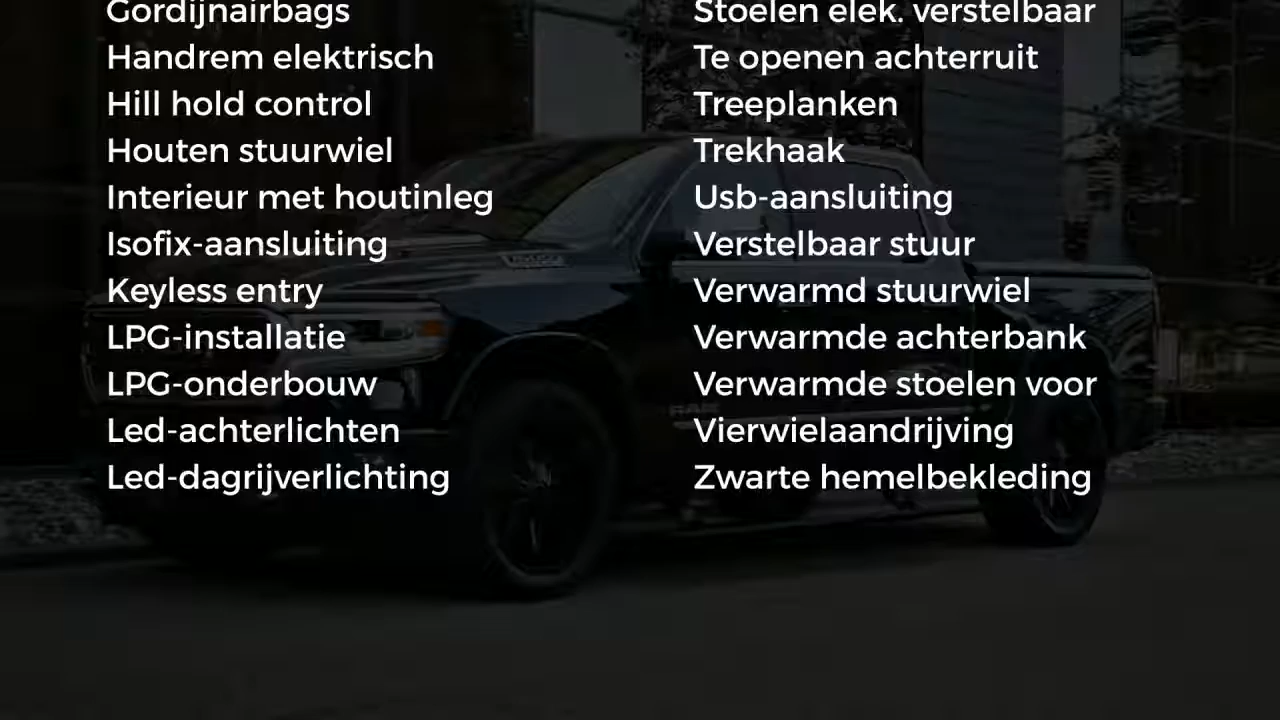 Gordijnairbags
Handrem elektrisch
Hill hold control
Houten stuurwiel
Interieur met houtinleg
Isofix-aansluiting
Keyless entry
LPG-installatie
LPG-onderbouw
Led-achterlichten
Led-dagrijverlichting
Stoelen elek. verstelbaar
Te openen achterruit
Treeplanken
Trekhaak
Usb-aansluiting
Verstelbaar stuur
Verwarmd stuurwiel
Verwarmde achterbank
Verwarmde stoelen voor
Vierwielaandrijving
Zwarte hemelbekleding
RAM